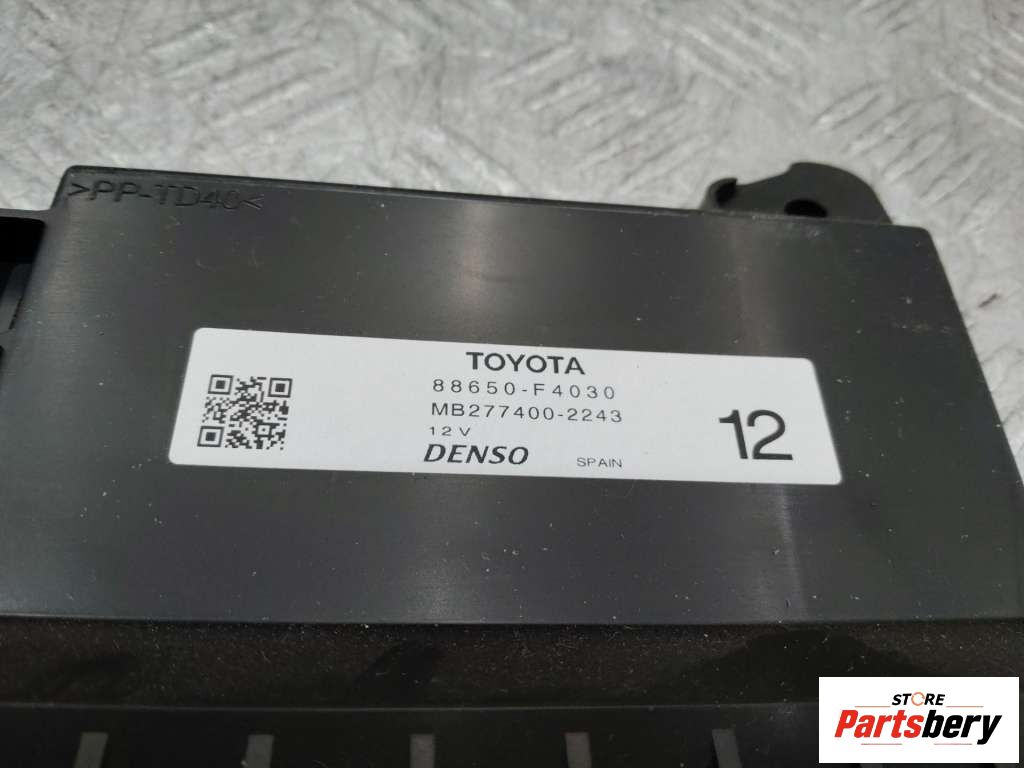 >PP-TD40<
TOYOTA
88650-F4030
MB277400-2243
12V
DENSO SPAIN
12
STORE
Partsbery